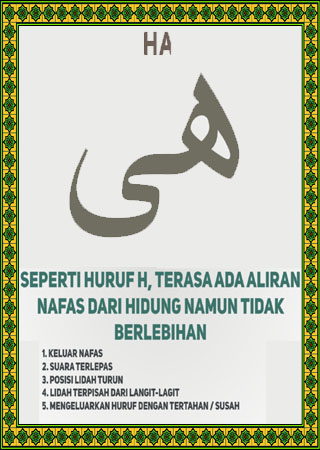 HA
هى
SEPERTI HURUF H, TERASA ADA ALIRAN
NAFAS DARI HIDUNG NAMUN TIDAK
BERLEBIHAN
1. KELUAR NAFAS
2. SUARA TERLEPAS
3. POSISI LIDAH TURUN
4. LIDAH TERPISAH DARI LANGIT-LAGIT
5. MENGELUARKAN HURUF DENGAN TERTAHAN / SUSAH